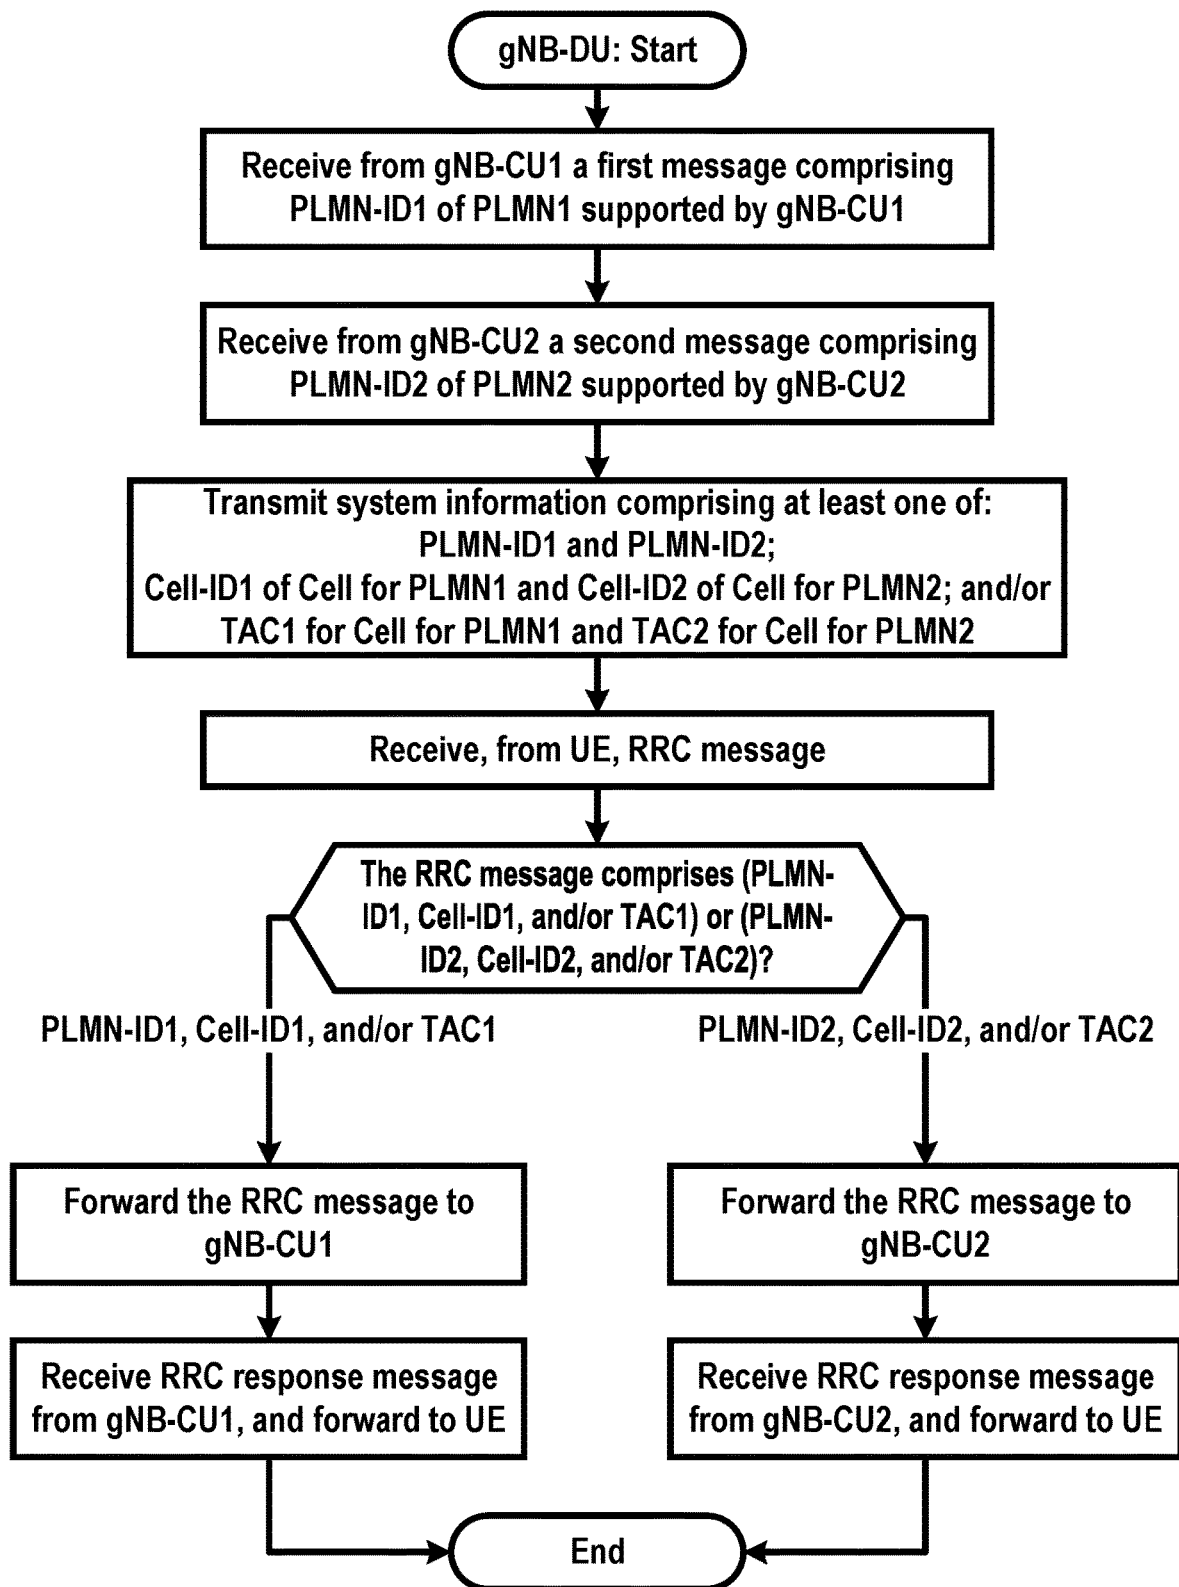 gNB-DU: Start
Receive from gNB-CU1 a first message comprising
PLMN-ID1 of PLMN1 supported by gNB-CU1
Receive from gNB-CU2 a second message comprising
PLMN-ID2 of PLMN2 supported by gNB-CU2
Transmit system information comprising at least one of:
PLMN-ID1 and PLMN-ID2;
Cell-ID1 of Cell for PLMN1 and Cell-ID2 of Cell for PLMN2; and/or
TAC1 for Cell for PLMN1 and TAC2 for Cell for PLMN2
Receive, from UE, RRC message
The RRC message comprises (PLMN-
ID1, Cell-ID1, and/or TAC1) or (PLMN-
ID2, Cell-ID2, and/or TAC2)?
PLMN-ID1, Cell-ID1, and/or TAC1
PLMN-ID2, Cell-ID2, and/or TAC2
Forward the RRC message to
gNB-CU1
Forward the RRC message to
gNB-CU2
Receive RRC response message
from gNB-CU1, and forward to UE
Receive RRC response message
from gNB-CU2, and forward to UE
End